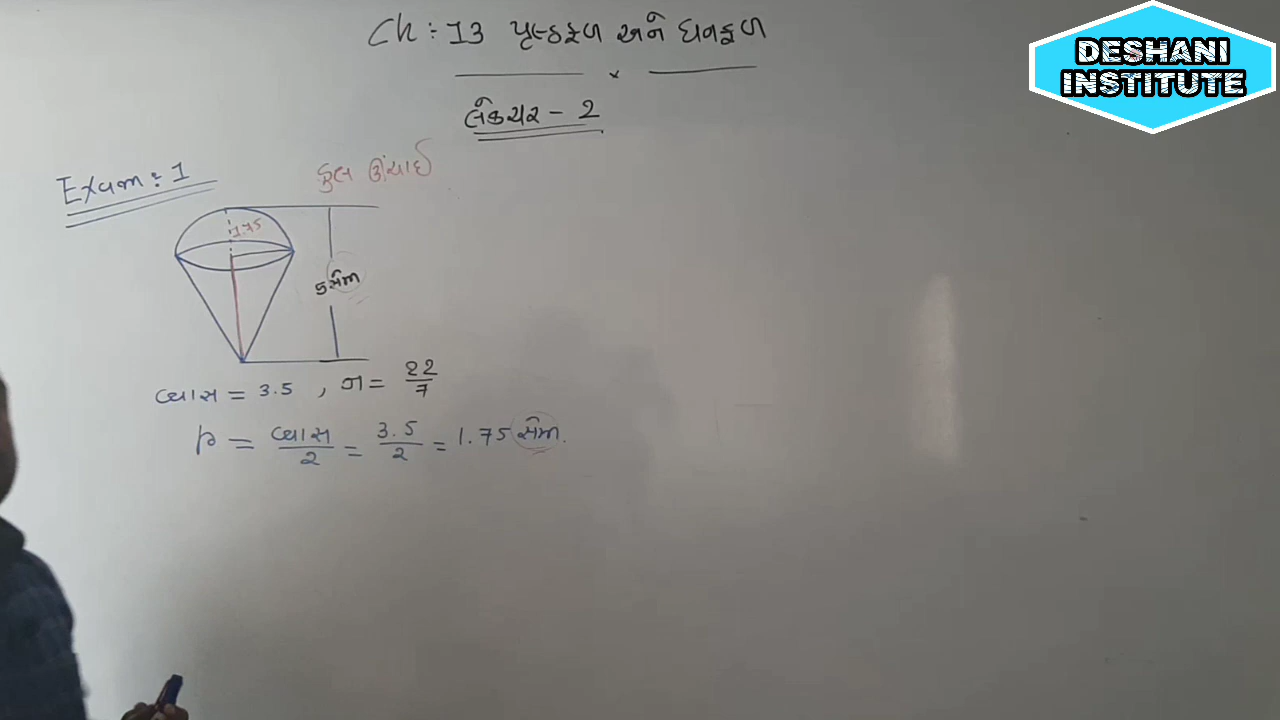 Ch : 13 પૃષ્ઠફળ અને ઘનફળ
DESHANI
INSTITUTE
લેક્ચર - 2
Exam : 1
કુલ ઊંચાઈ
1.75
5 સેમી
વ્યાસ = 3.5 , π = 22/7
r = વ્યાસ/2 = 3.5/2 = 1.75 સેમી.